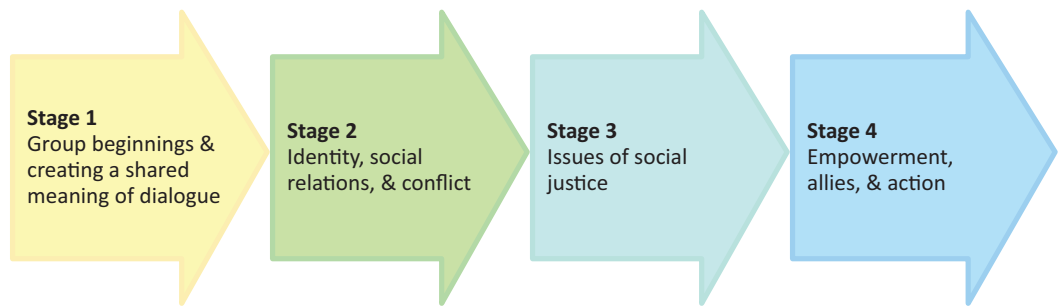 Stage 1
Group beginnings &
creating a shared
meaning of dialogue
Stage 2
Identity, social
relations, & conflict
Stage 3
Issues of social
justice
Stage 4
Empowerment,
allies, & action